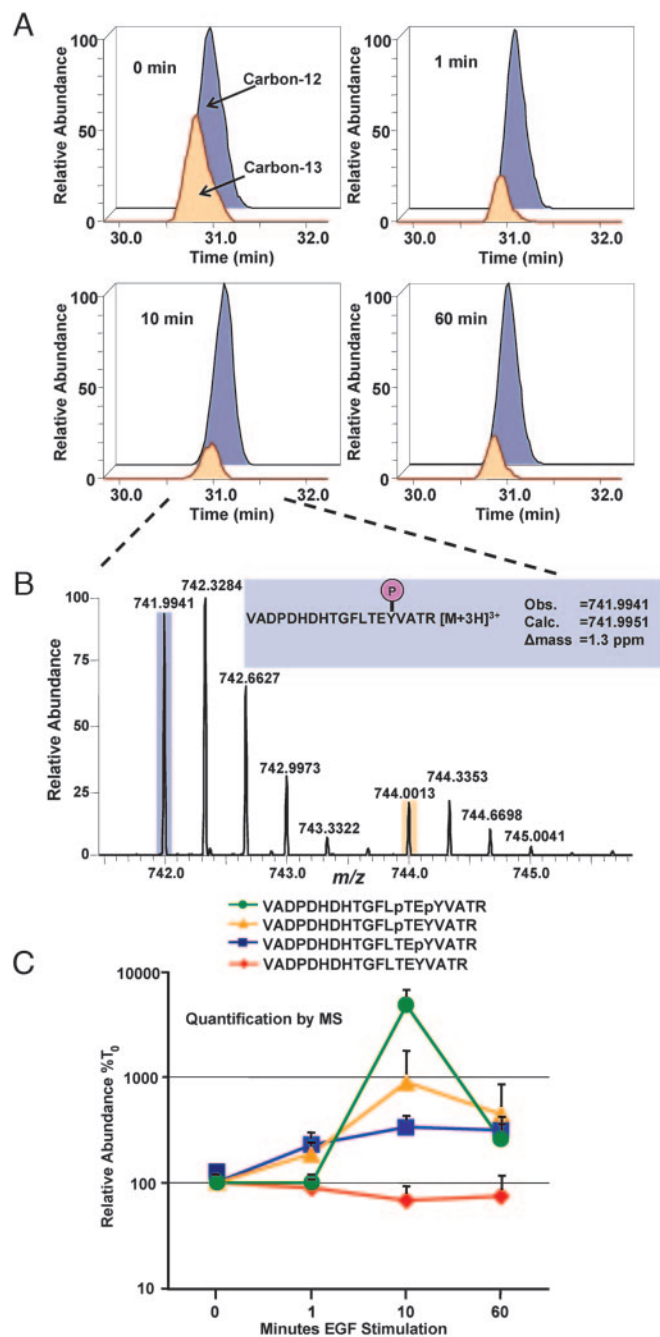 A
100
50
0
Relative Abundance
0 min
Carbon-12
Carbon-13
30.0 31.0 32.0
Time (min)
100
50
0
Relative Abundance
1 min
30.0 31.0 32.0
Time (min)
100
50
0
Relative Abundance
10 min
30.0 31.0 32.0
Time (min)
100
50
0
Relative Abundance
60 min
30.0 31.0 32.0
Time (min)
B
100
75
50
25
0
Relative Abundance
741.9941
742.3284
742.6627
742.9973
743.3322
744.0013
744.3353
744.6698
745.0041
P
VADPDHDHTGFLTEYVATR [M+3H]3+
Obs. =741.9941
Calc. =741.9951
Δmass =1.3 ppm
742.0 743.0 744.0 745.0
m/z
VADPDHDHTGFLpTEpYVATR
VADPDHDHTGFLpTEYVATR
VADPDHDHTGFLTEpYVATR
VADPDHDHTGFLTEYVATR
C
10000
1000
100
10
Relative Abundance %T0
Quantification by MS
0 1 10 60
Minutes EGF Stimulation